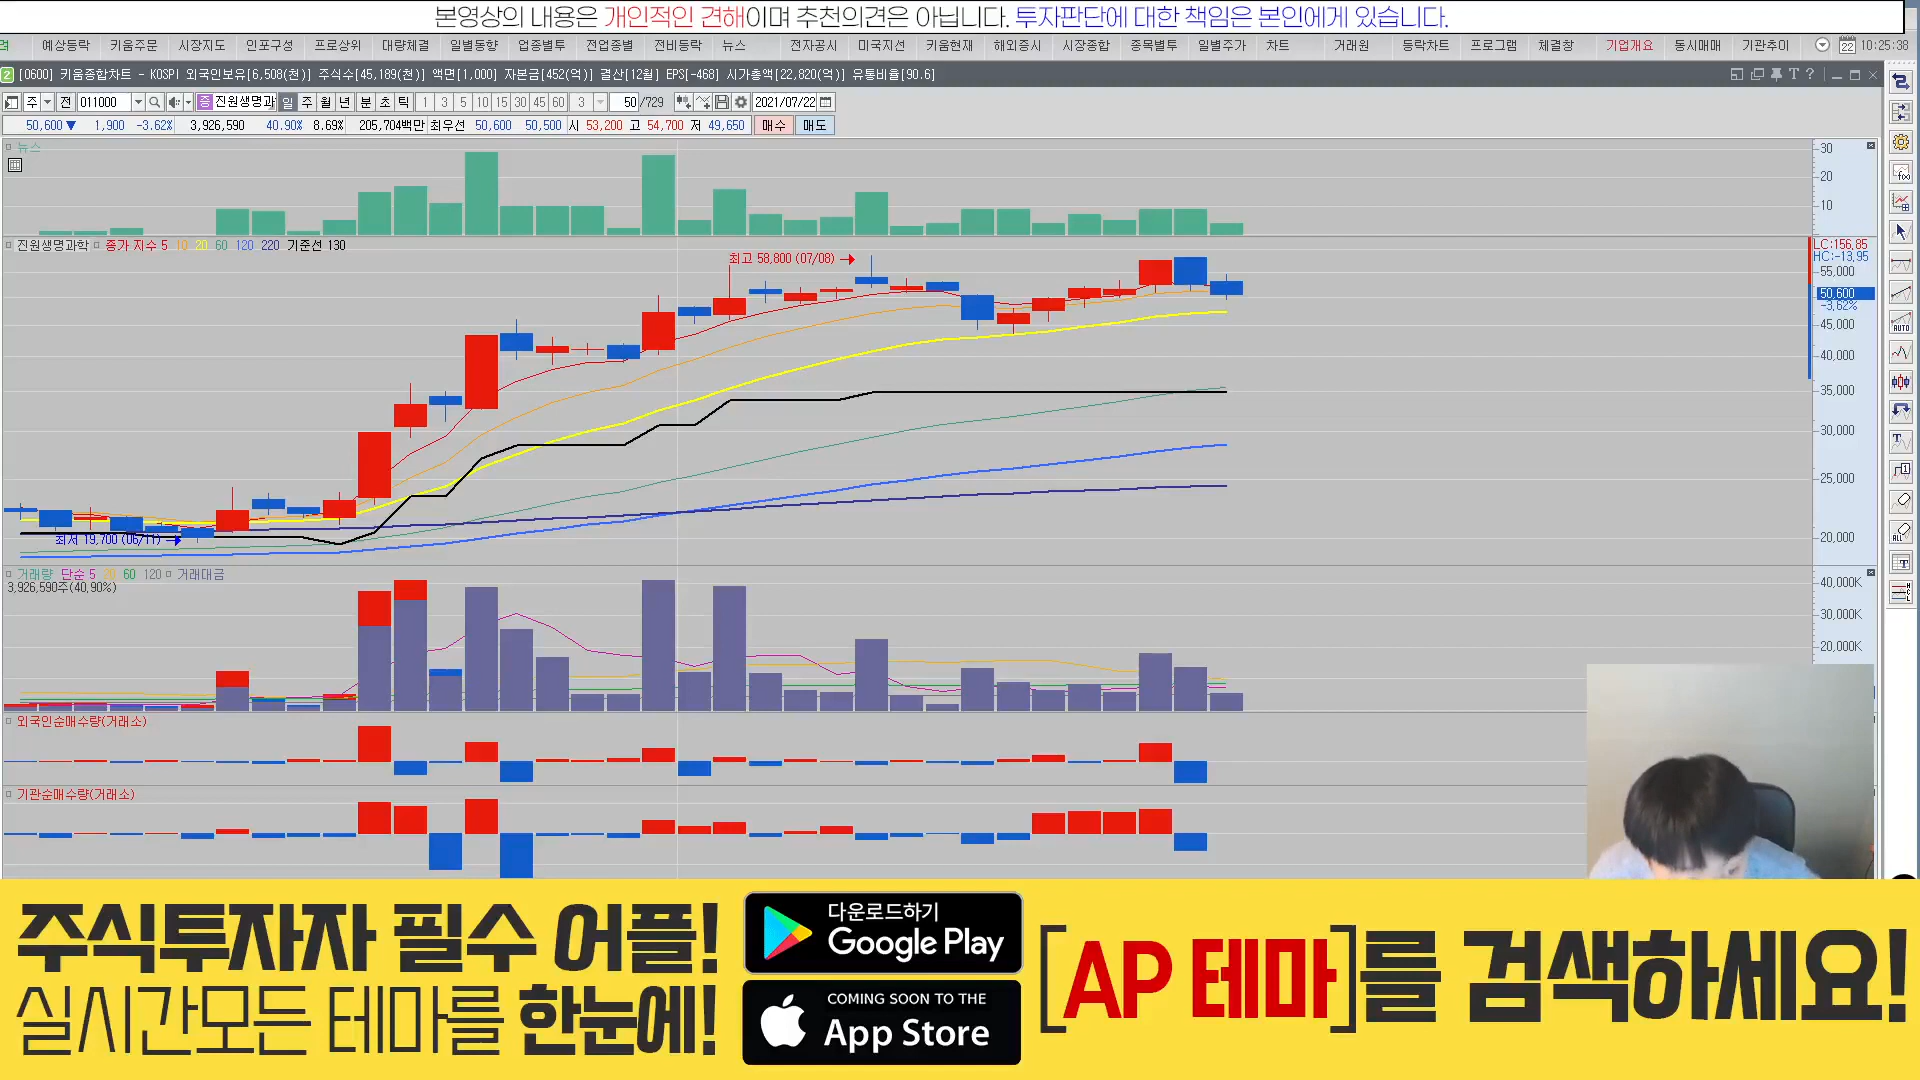 본영상의 내용은 개인적인 견해이며 추천의견은 아닙니다. 투자판단에 대한 책임은 본인에게 있습니다.
려 예상등락 키움주문 시장지도 인포구성 프로상위 대량체결 일별동향 업종별투 전업종별 전비등락 뉴스 전자공시 미국지선 키움현재 해외증시 시장종합 종목별투 일별주가 차트 거래원 등락차트 프로그램 체결창 기업개요 동시매매 기관추이 22 10:25:38
2 [0600] 키움종합차트 - KOSPI 외국인보유[6,508(천)] 주식수[45,189(천)] 액면[1,000] 자본금[452(억)] 결산[12월] EPS[-468] 시가총액[22,820(억)] 유통비율[90.6]
주 전 011000 증 진원생명과 일 주 월 년 분 초 틱 1 3 5 10 15 30 45 60 3 50 /729 2021/07/22
50,600 ▼ 1,900 -3.62% 3,926,590 40.90% 8.69% 205,704백만 최우선 50,600 50,500 시 53,200 고 54,700 저 49,650 매수 매도
뉴스
30
20
10
진원생명과학 종가 지수 5 10 20 60 120 220 기준선 130
LC:156.85
HC:-13.95
최고 58,800 (07/08)
55,000
50,600
-3.62%
45,000
40,000
35,000
30,000
25,000
20,000
최저 19,700 (06/11)
거래량 단순 5 20 60 120 거래대금
3,926,590주(40.90%)
40,000K
30,000K
20,000K
외국인순매수량(거래소)
기관순매수량(거래소)
주식투자자 필수 어플!
실시간모든 테마를 한눈에!
다운로드하기
Google Play
COMING SOON TO THE
App Store
[AP 테마]를 검색하세요!